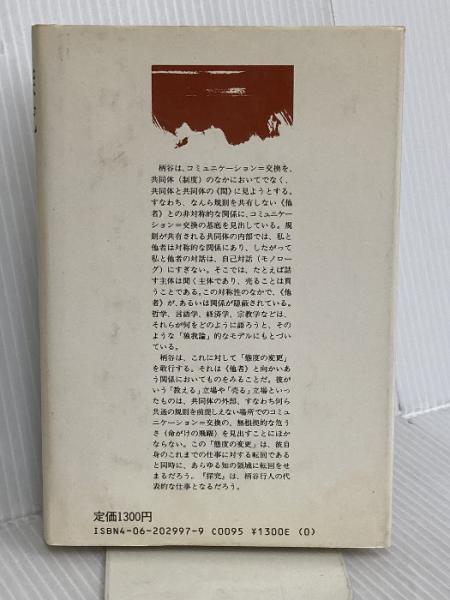 柄谷は、コミュニケーション＝交換を、
共同体（制度）のなかにおいてでなく、
共同体と共同体の《間》に見ようとする。
すなわち、なんら規則を共有しない《他
者》との非対称的な関係に、コミュニケー
ション＝交換の基底を見出している。規
則が共有される共同体の内部では、私と
他者は対称的な関係にあり、したがって
私と他者の対話は、自己対話（モノロー
グ）にすぎない。そこでは、たとえば話
す主体は聞く主体であり、売ることは買
うことである。この対称性のなかで、《他
者》が、あるいは関係が隠蔽されている。
哲学、言語学、経済学、宗教学などは、
それらが何をどのように語ろうと、その
ような「独我論」的なモデルにもとづい
ている。
柄谷は、これに対して「態度の変更」
を敢行する。それは《他者》と向かいあ
う関係においてものをみることだ。彼が
いう「教える」立場や「売る」立場といっ
たものは、共同体の外部、すなわち何ら
共通の規則を前提しえない場所でのコミュ
ニケーション＝交換の、無根拠的な危う
さ（命がけの飛躍）を見出すことにほか
ならない。この「態度の変更」は、彼自
身のこれまでの仕事に対する転回である
と同時に、あらゆる知の領域に転回をせ
まるだろう。『探究』は、柄谷行人の代
表的な仕事となるだろう。
定価1300円
ISBN4-06-202997-9 C0095 ¥1300E (0)